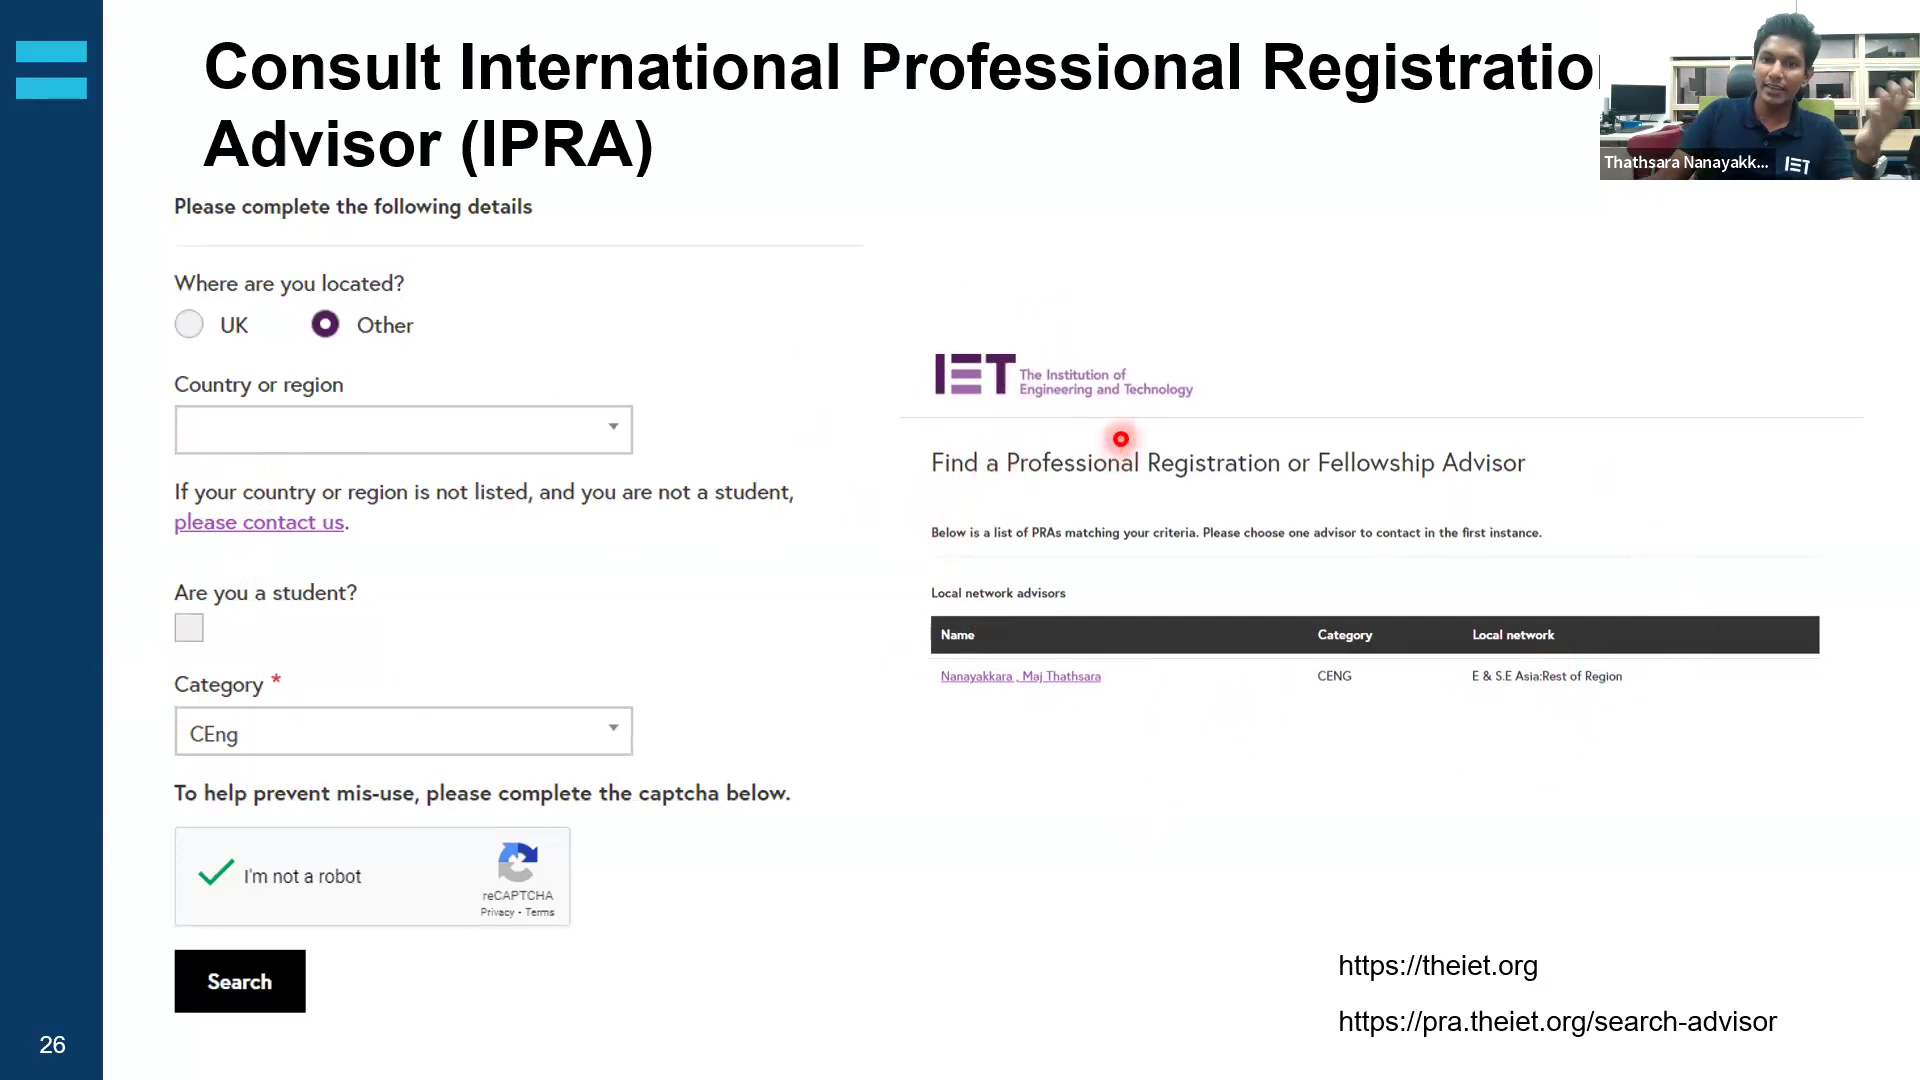 Consult International Professional Registratio
Advisor (IPRA)
Thathsara Nanayakk...
IET
Please complete the following details
Where are you located?
UK
Other
Country or region
If your country or region is not listed, and you are not a student,
please contact us.
Are you a student?
Category *
CEng
To help prevent mis-use, please complete the captcha below.
I'm not a robot
reCAPTCHA
Privacy - Terms
Search
IET The Institution of
Engineering and Technology
Find a Professional Registration or Fellowship Advisor
Below is a list of PRAs matching your criteria. Please choose one advisor to contact in the first instance.
Local network advisors
Name Category Local network
Nanayakkara , Maj Thathsara CENG E & S.E Asia:Rest of Region
https://theiet.org
https://pra.theiet.org/search-advisor
26